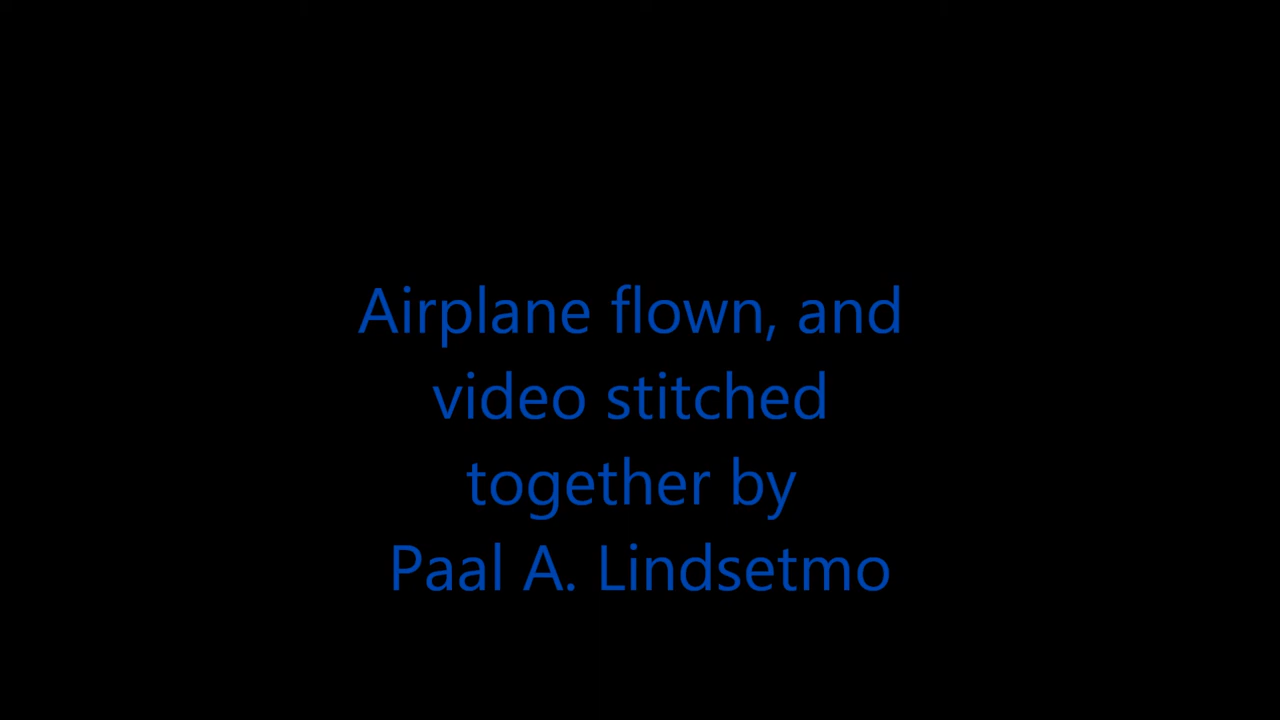 Airplane flown, and
video stitched
together by
Paal A. Lindsetmo